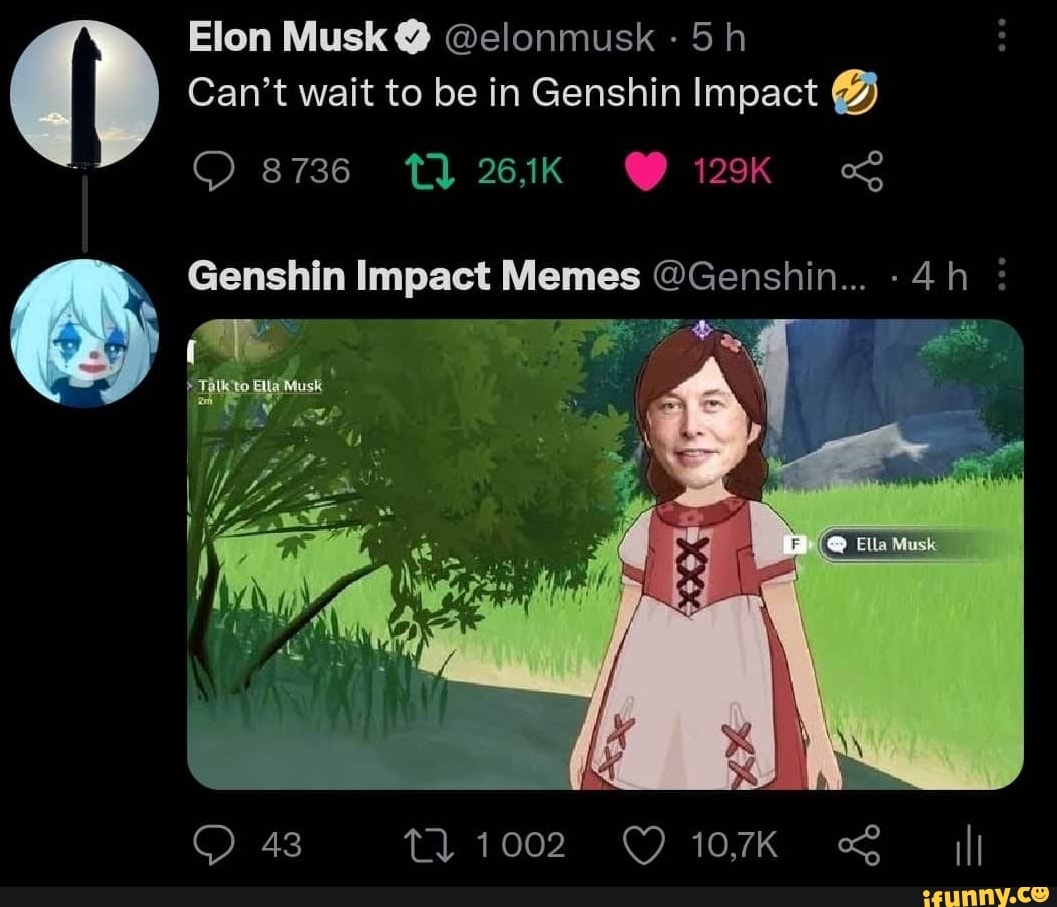 Elon Musk @elonmusk · 5 h
Can't wait to be in Genshin Impact 🤣
8 736 26,1K 129K
Genshin Impact Memes @Genshin... · 4 h
Talk to Ella Musk
2m
F Ella Musk
43 1 002 10,7K
ifunny.co